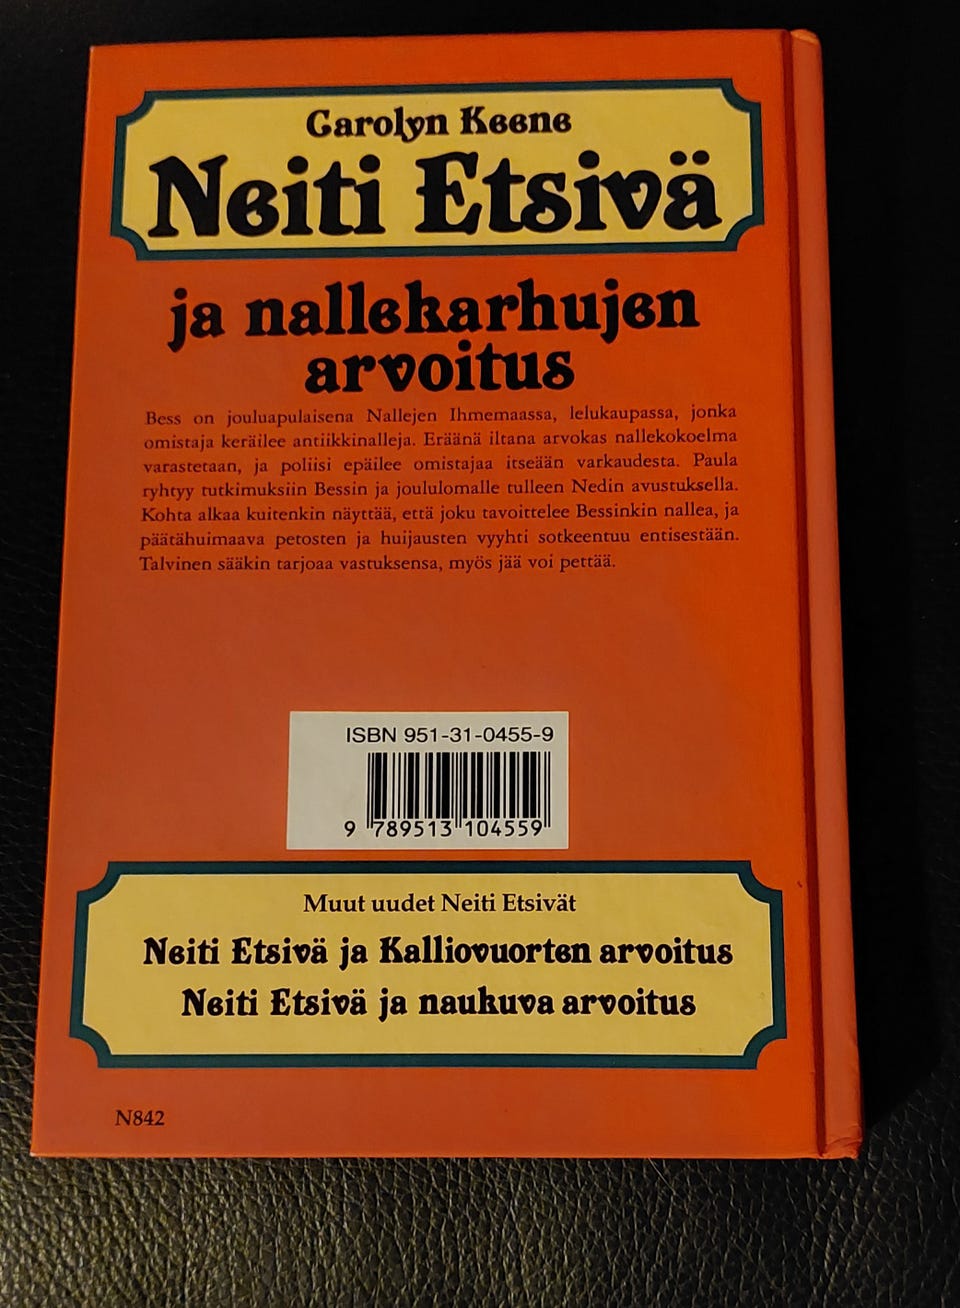 Carolyn Keene
Neiti Etsivä
ja nallekarhujen
arvoitus
Bess on jouluapulaisena Nallejen Ihmemaassa, lelukaupassa, jonka
omistaja keräilee antiikkinalleja. Eräänä iltana arvokas nallekokoelma
varastetaan, ja poliisi epäilee omistajaa itseään varkaudesta. Paula
ryhtyy tutkimuksiin Bessin ja joululomalle tulleen Nedin avustuksella.
Kohta alkaa kuitenkin näyttää, että joku tavoittelee Bessinkin nallea, ja
päätähuimaava petosten ja huijausten vyyhti sotkeentuu entisestään.
Talvinen sääkin tarjoaa vastuksensa, myös jää voi pettää.
ISBN 951-31-0455-9
9 789513 104559
Muut uudet Neiti Etsivät
Neiti Etsivä ja Kalliovuorten arvoitus
Neiti Etsivä ja naukuva arvoitus
N842